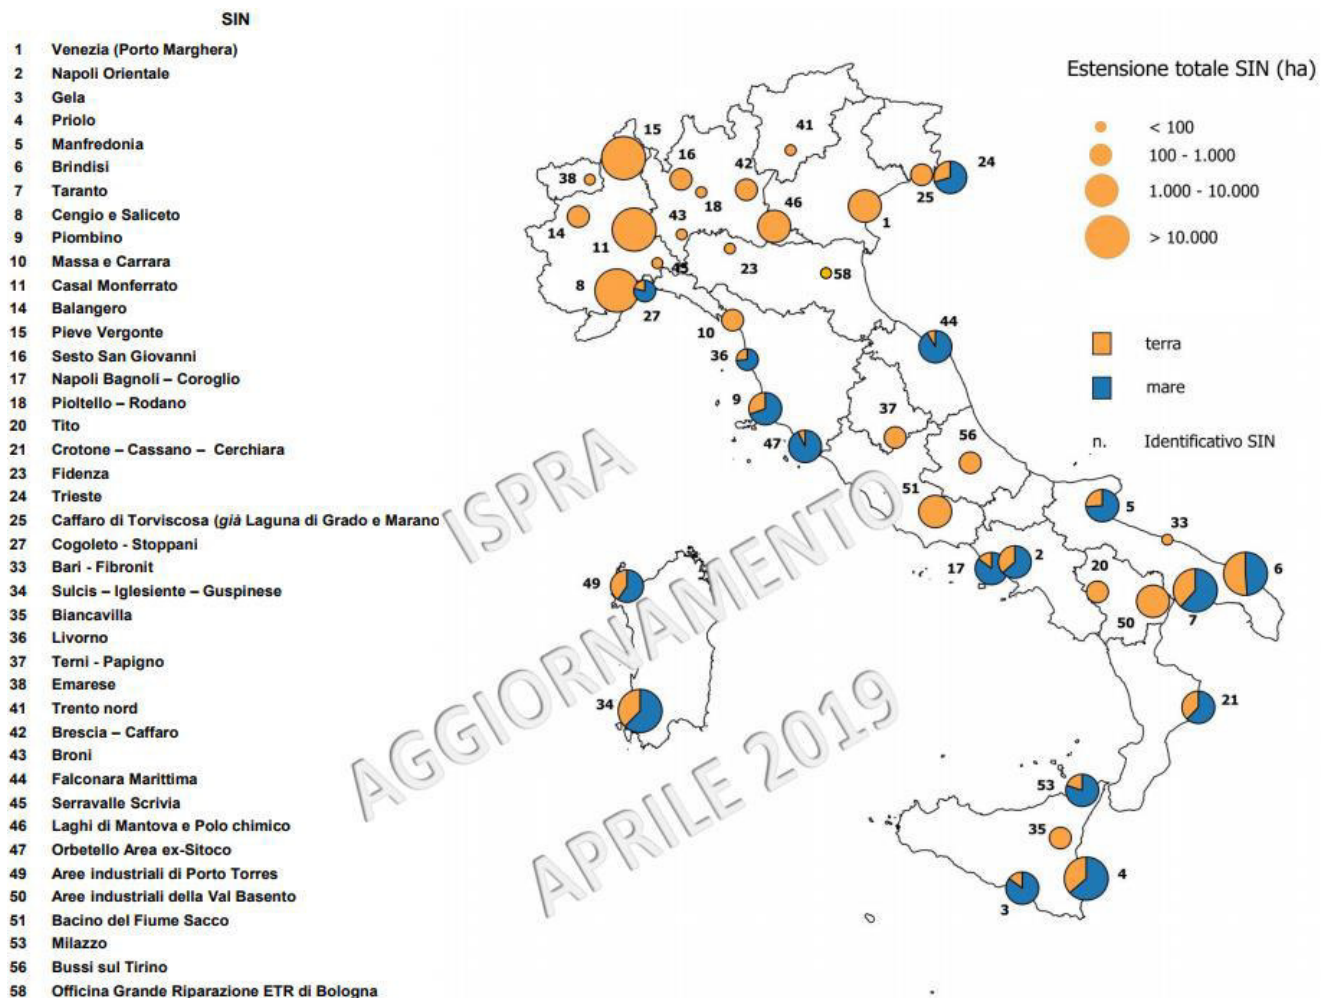 SIN
1 Venezia (Porto Marghera)
2 Napoli Orientale
3 Gela
4 Priolo
5 Manfredonia
6 Brindisi
7 Taranto
8 Cengio e Saliceto
9 Piombino
10 Massa e Carrara
11 Casal Monferrato
14 Balangero
15 Pieve Vergonte
16 Sesto San Giovanni
17 Napoli Bagnoli – Coroglio
18 Pioltello – Rodano
20 Tito
21 Crotone – Cassano – Cerchiara
23 Fidenza
24 Trieste
25 Caffaro di Torviscosa (già Laguna di Grado e Marano
27 Cogoleto - Stoppani
33 Bari - Fibronit
34 Sulcis – Iglesiente – Guspinese
35 Biancavilla
36 Livorno
37 Terni - Papigno
38 Emarese
41 Trento nord
42 Brescia – Caffaro
43 Broni
44 Falconara Marittima
45 Serravalle Scrivia
46 Laghi di Mantova e Polo chimico
47 Orbetello Area ex-Sitoco
49 Aree industriali di Porto Torres
50 Aree industriali della Val Basento
51 Bacino del Fiume Sacco
53 Milazzo
56 Bussi sul Tirino
58 Officina Grande Riparazione ETR di Bologna
Estensione totale SIN (ha)
< 100
100 - 1.000
1.000 - 10.000
> 10.000
terra
mare
n. Identificativo SIN
15
41
16
42
24
38
18
46
25
14
43
1
11
45
23
58
8
27
10
44
36
9
37
47
56
51
5
33
17
2
20
6
49
50
7
34
21
53
35
4
3
ISPRA
AGGIORNAMENTO
APRILE 2019